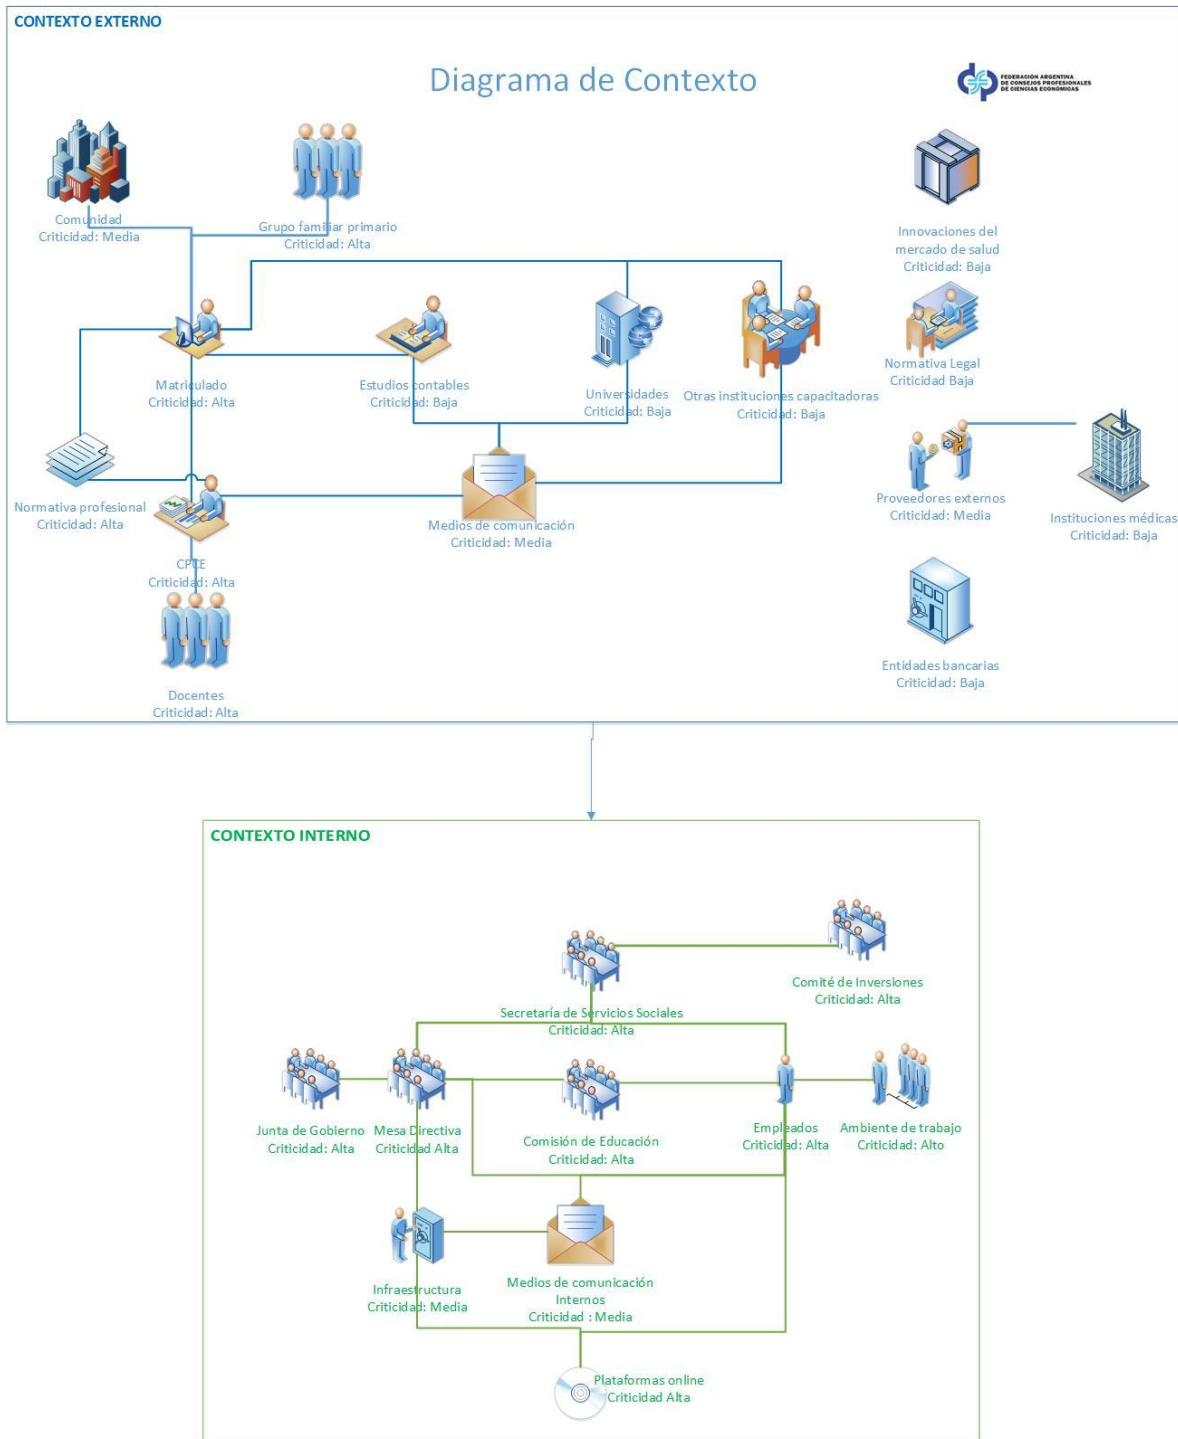 CONTEXTO EXTERNO
Diagrama de Contexto
FEDERACIÓN ARGENTINA
DE CONSEJOS PROFESIONALES
DE CIENCIAS ECONÓMICAS
Comunidad
Criticidad: Media
Grupo familiar primario
Criticidad: Alta
Innovaciones del
mercado de salud
Criticidad: Baja
Matriculado
Criticidad: Alta
Estudios contables
Criticidad: Baja
Universidades
Criticidad: Baja
Otras instituciones capacitadoras
Criticidad: Baja
Normativa Legal
Criticidad Baja
Normativa profesional
Criticidad: Alta
CPCE
Criticidad: Alta
Medios de comunicación
Criticidad: Media
Proveedores externos
Criticidad: Media
Instituciones médicas
Criticidad: Baja
Entidades bancarias
Criticidad: Baja
Docentes
Criticidad: Alta
CONTEXTO INTERNO
Comité de Inversiones
Criticidad: Alta
Secretaría de Servicios Sociales
Criticidad: Alta
Junta de Gobierno
Criticidad: Alta
Mesa Directiva
Criticidad Alta
Comisión de Educación
Criticidad: Alta
Empleados
Criticidad: Alta
Ambiente de trabajo
Criticidad: Alto
Infraestructura
Criticidad: Media
Medios de comunicación
Internos
Criticidad : Media
Plataformas online
Criticidad Alta